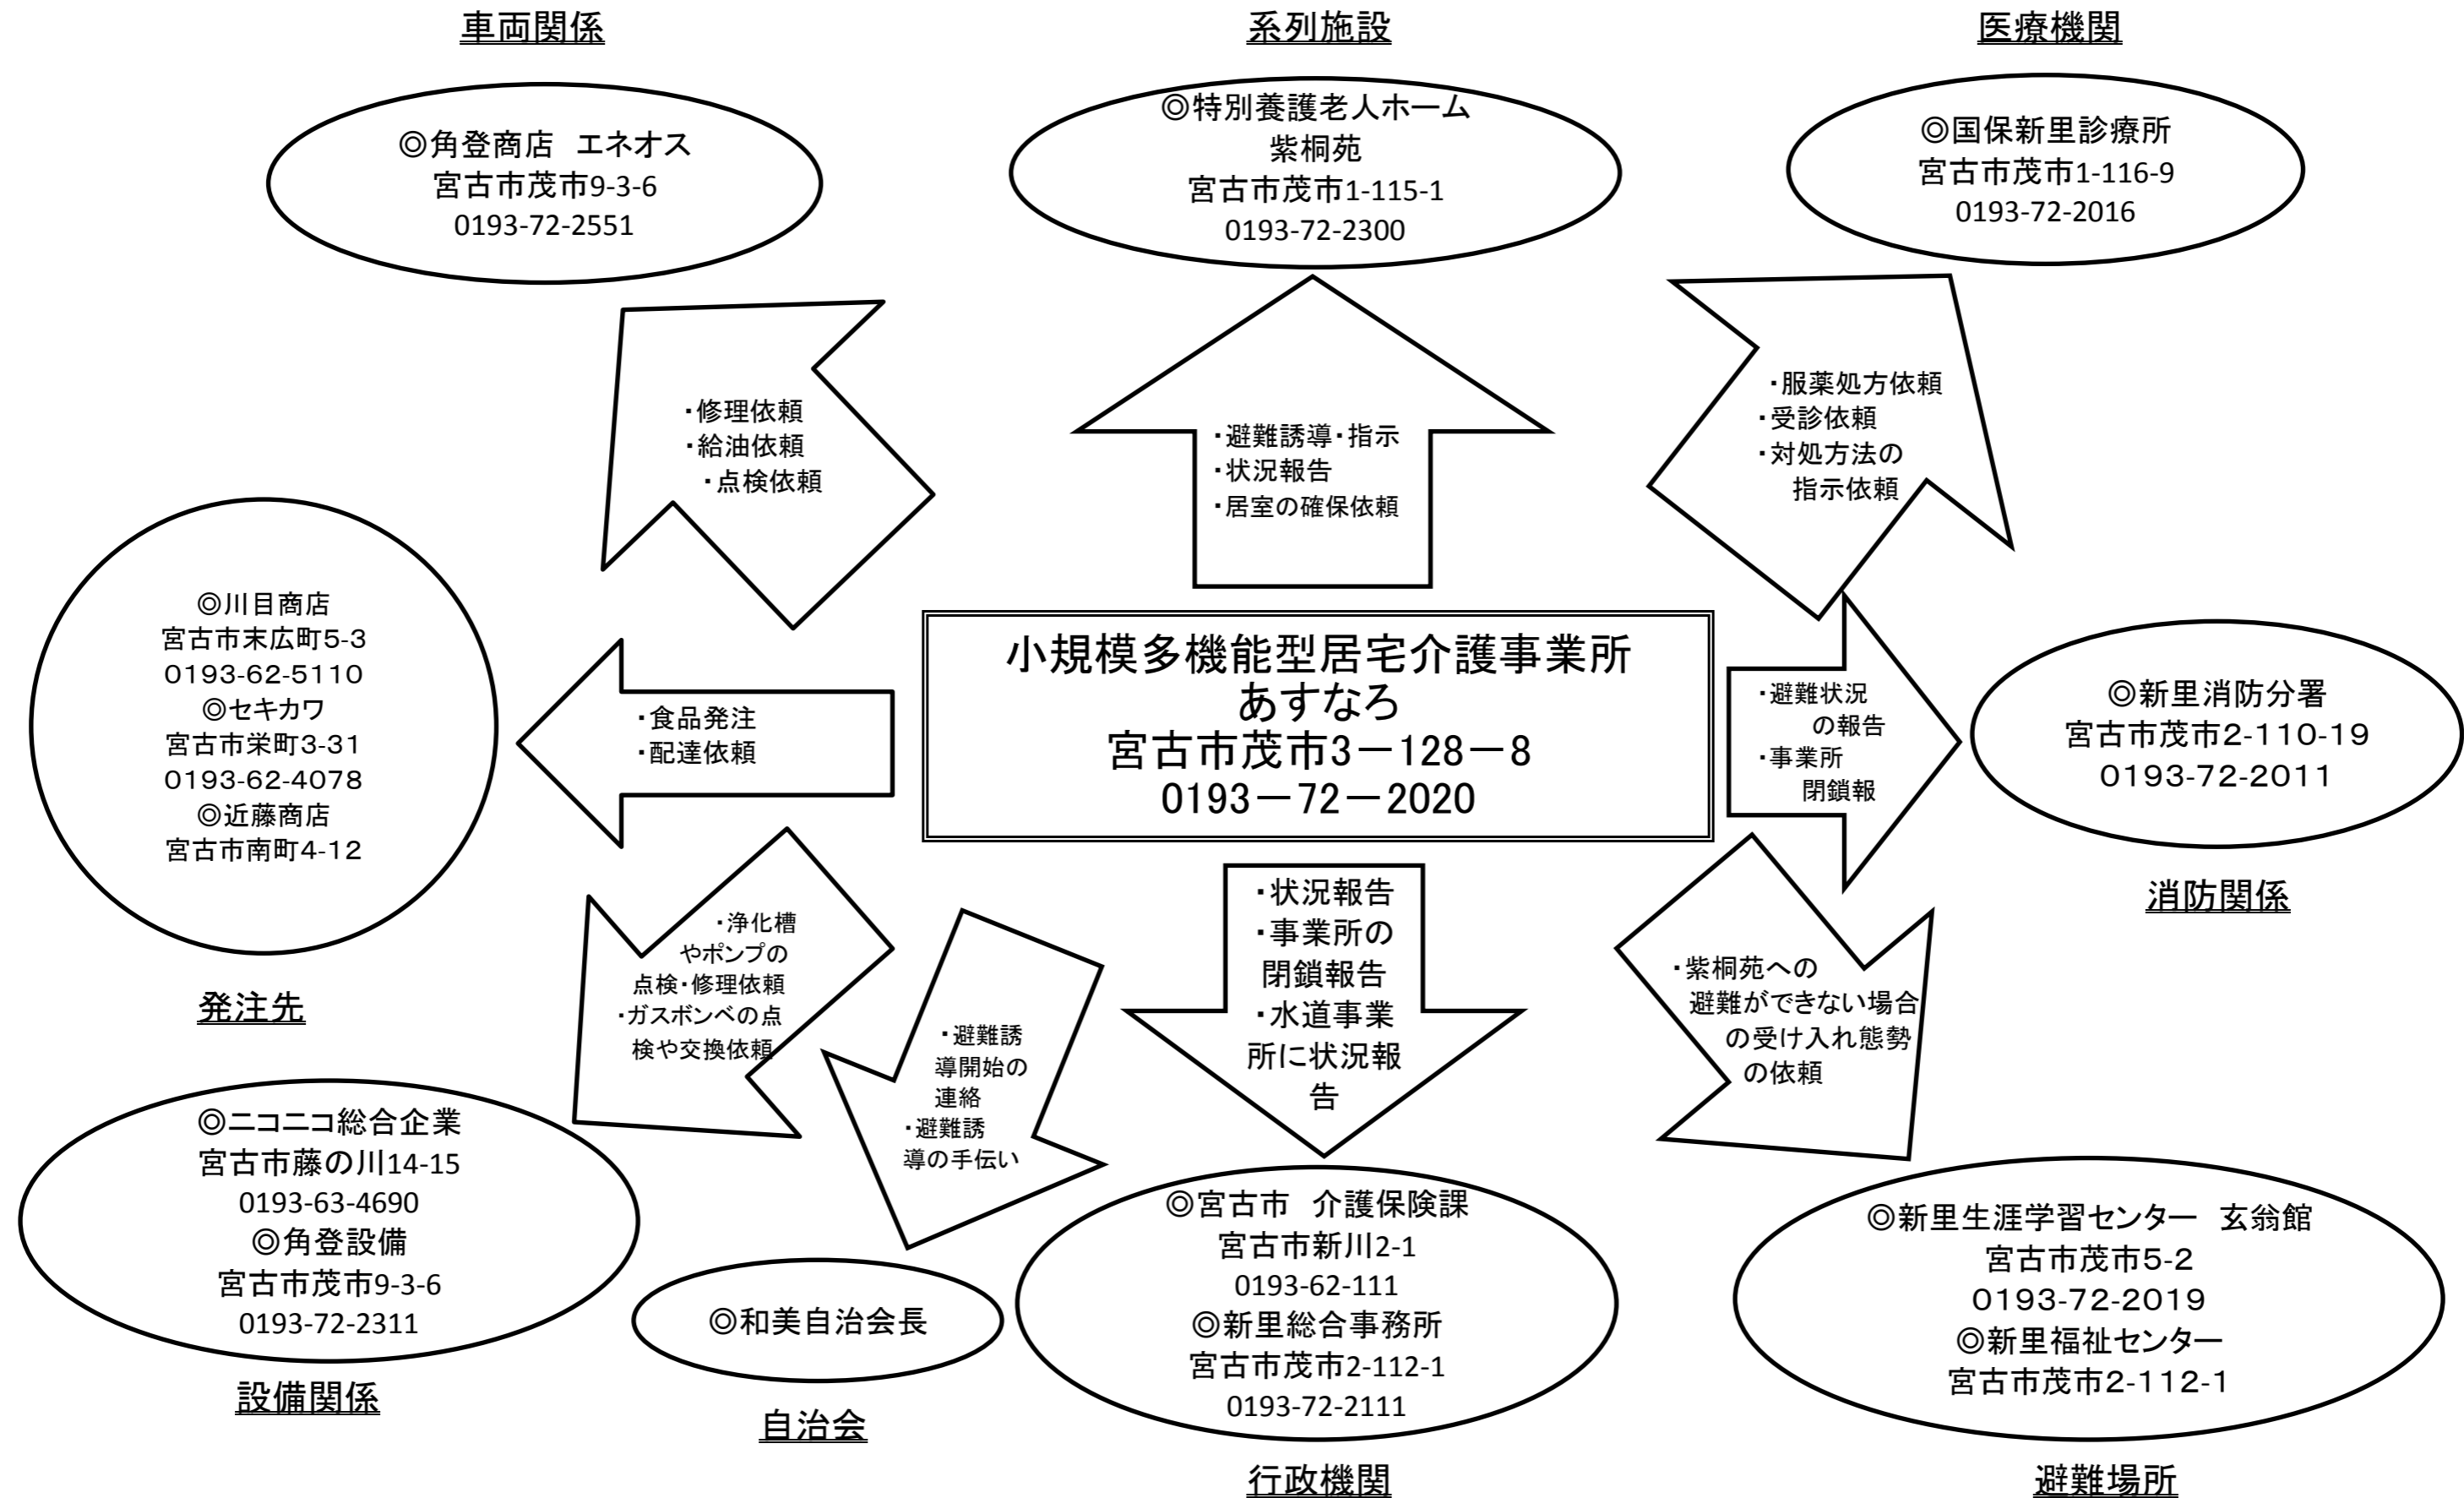 車両関係
系列施設
医療機関
◎角登商店　エネオス
宮古市茂市9-3-6
0193-72-2551
◎特別養護老人ホーム
紫桐苑
宮古市茂市1-115-1
0193-72-2300
◎国保新里診療所
宮古市茂市1-116-9
0193-72-2016
・修理依頼
・給油依頼
・点検依頼
・避難誘導・指示
・状況報告
・居室の確保依頼
・服薬処方依頼
・受診依頼
・対処方法の
指示依頼
◎川目商店
宮古市末広町5-3
0193-62-5110
◎セキカワ
宮古市栄町3-31
0193-62-4078
◎近藤商店
宮古市南町4-12
発注先
・食品発注
・配達依頼
小規模多機能型居宅介護事業所
あすなろ
宮古市茂市3－128－8
0193－72－2020
・避難状況
の報告
・事業所
閉鎖報
◎新里消防分署
宮古市茂市2-110-19
0193-72-2011
消防関係
・浄化槽
やポンプの
点検・修理依頼
・ガスボンベの点
検や交換依頼
・避難誘
導開始の
連絡
・避難誘
導の手伝い
・状況報告
・事業所の
閉鎖報告
・水道事業
所に状況報
告
・紫桐苑への
避難ができない場合
の受け入れ態勢
の依頼
◎ニコニコ総合企業
宮古市藤の川14-15
0193-63-4690
◎角登設備
宮古市茂市9-3-6
0193-72-2311
設備関係
◎和美自治会長
自治会
◎宮古市　介護保険課
宮古市新川2-1
0193-62-111
◎新里総合事務所
宮古市茂市2-112-1
0193-72-2111
行政機関
◎新里生涯学習センター　玄翁館
宮古市茂市5-2
0193-72-2019
◎新里福祉センター
宮古市茂市2-112-1
避難場所